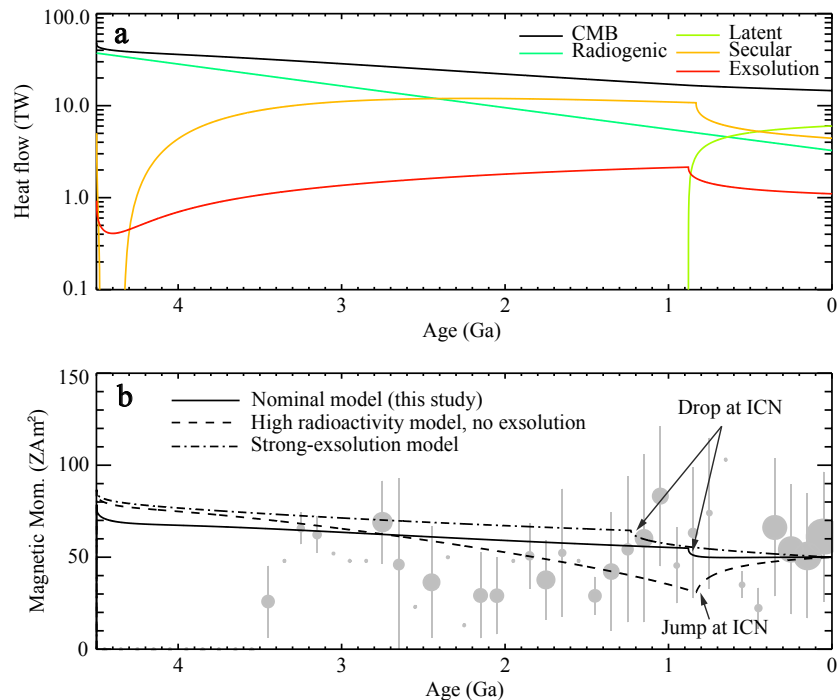 a
CMB
Radiogenic
Latent
Secular
Exsolution
Heat flow (TW)
100.0
10.0
1.0
0.1
4
3
2
1
0
Age (Ga)
b
Nominal model (this study)
High radioactivity model, no exsolution
Strong-exsolution model
Drop at ICN
Jump at ICN
Magnetic Mom. (ZAm²)
150
100
50
0
4
3
2
1
0
Age (Ga)